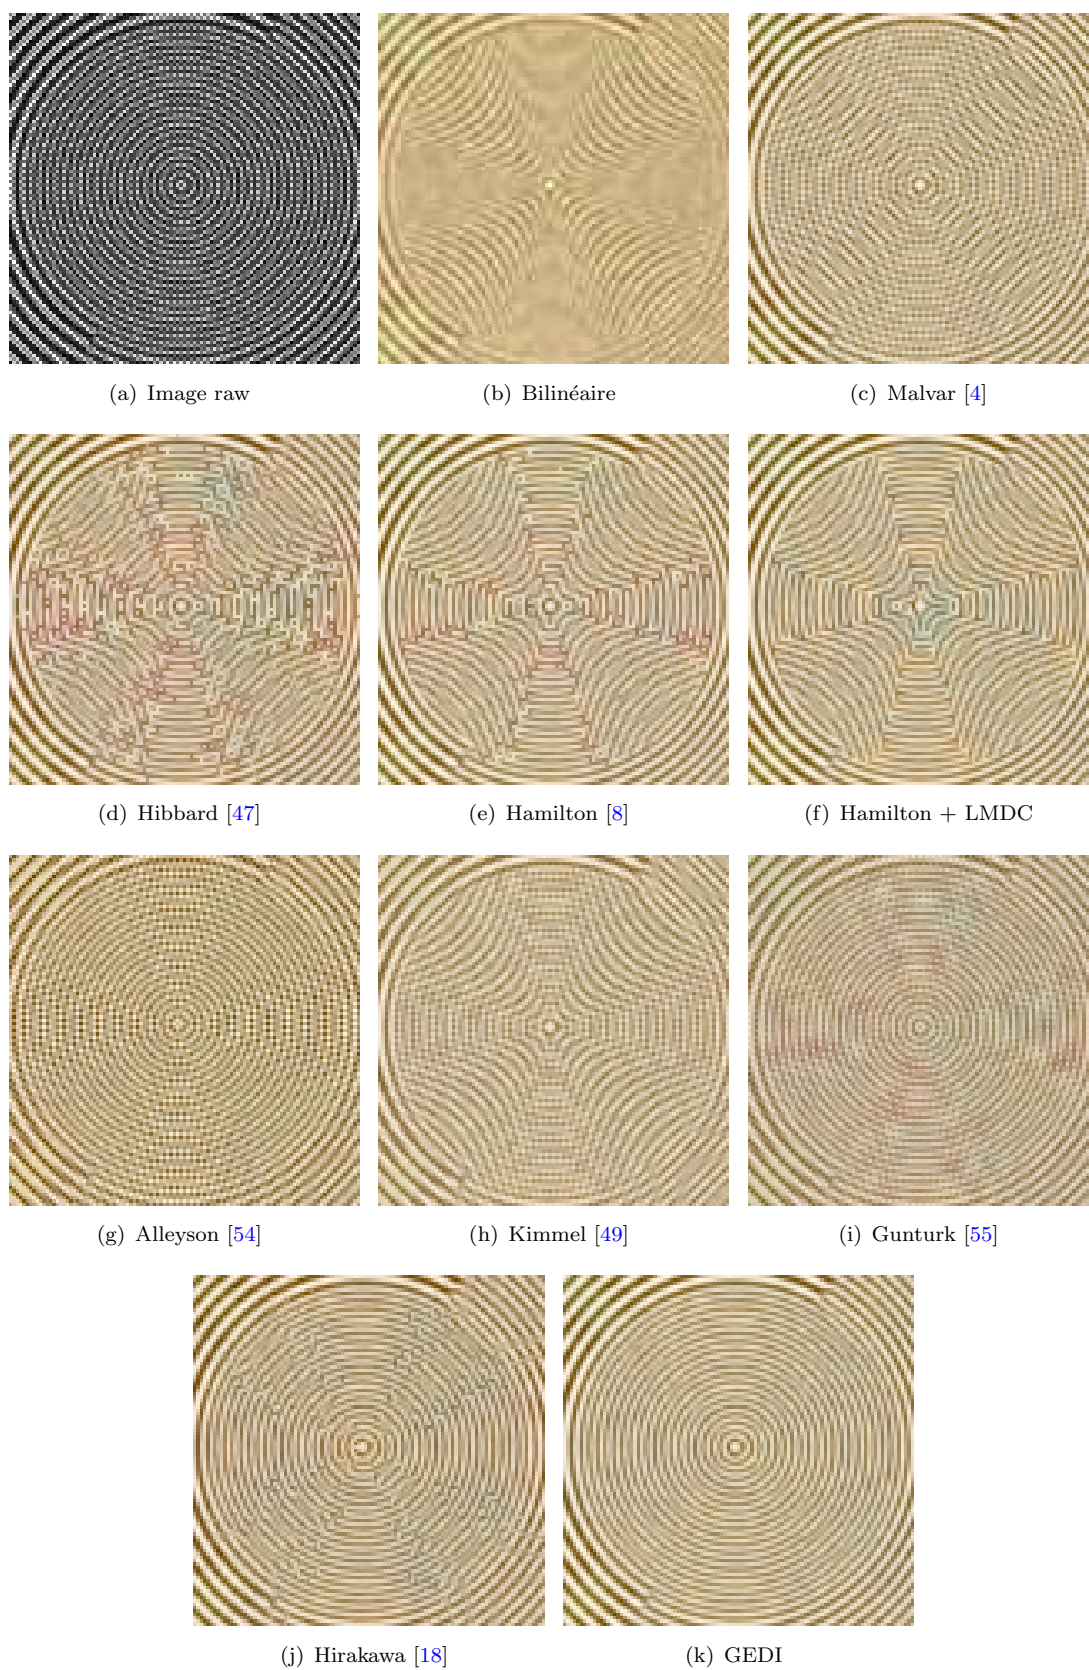 (a) Image raw
(b) Bilinéaire
(c) Malvar [4]
(d) Hibbard [47]
(e) Hamilton [8]
(f) Hamilton + LMDC
(g) Alleyson [54]
(h) Kimmel [49]
(i) Gunturk [55]
(j) Hirakawa [18]
(k) GEDI